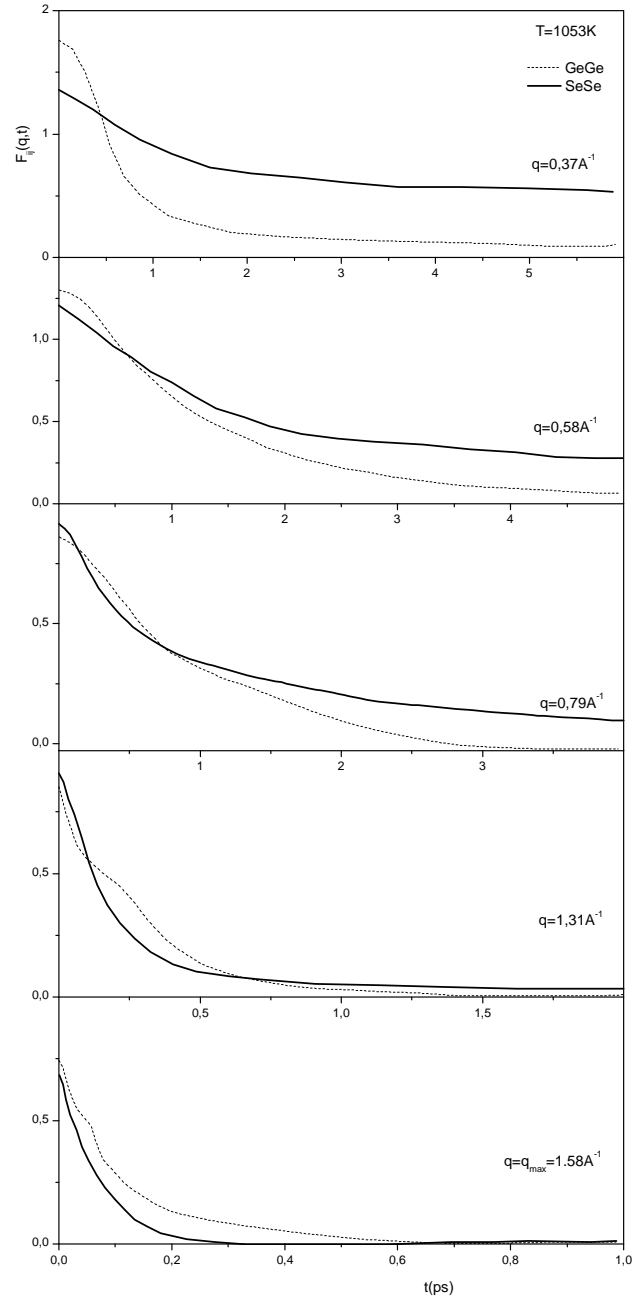 2
T=1053K
GeGe
SeSe
F_ij(q,t)
1
q=0,37A⁻¹
0
1 2 3 4 5
1,0
0,5
q=0,58A⁻¹
0,0
1 2 3 4
0,5
q=0,79A⁻¹
0,0
1 2 3
0,5
q=1,31A⁻¹
0,0
0,5 1,0 1,5
0,5
q=q_max=1.58A⁻¹
0,0
0,0 0,2 0,4 0,6 0,8 1,0
t(ps)